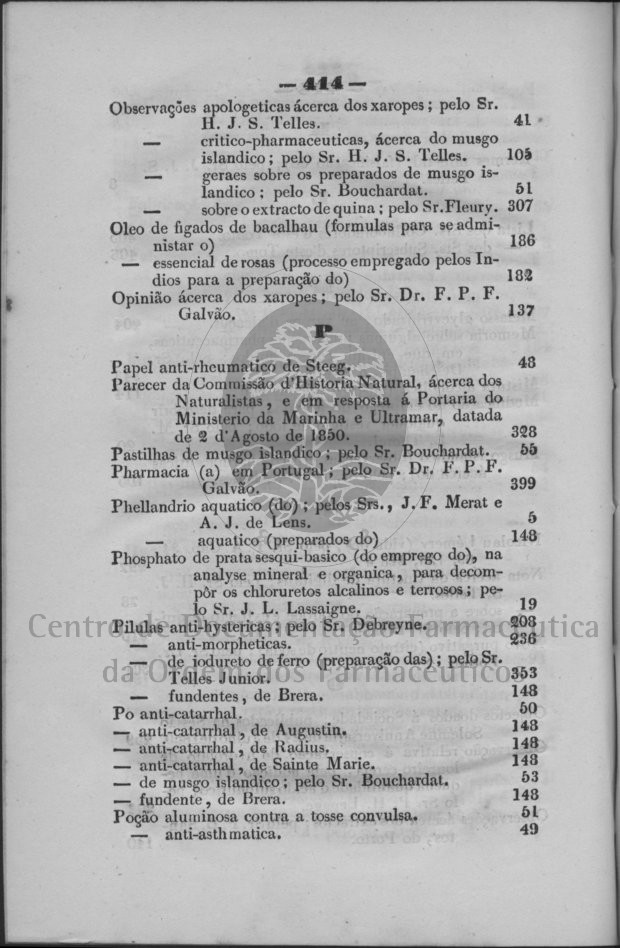 — 414 —
Observações apologeticas ácerca dos xaropes; pelo Sr.
H. J. S. Telles. 41
— critico-pharmaceuticas, ácerca do musgo
islandico; pelo Sr. H. J. S. Telles. 105
— geraes sobre os preparados de musgo is-
landico; pelo Sr. Bouchardat. 51
— sobre o extracto de quina; pelo Sr. Fleury. 307
Oleo de figados de bacalhau (formulas para se admi-
nistar o) 186
— essencial de rosas (processo empregado pelos In-
dios para a preparação do) 182
Opinião ácerca dos xaropes; pelo Sr. Dr. F. P. F.
Galvão. 137
P
Papel anti-rheumatico de Steeg. 43
Parecer da Commissão d'Historia Natural, ácerca dos
Naturalistas, e em resposta á Portaria do
Ministerio da Marinha e Ultramar, datada
de 2 d'Agosto de 1850. 323
Pastilhas de musgo islandico; pelo Sr. Bouchardat. 55
Pharmacia (a) em Portugal; pelo Sr. Dr. F. P. F.
Galvão. 399
Phellandrio aquatico (do); pelos Srs., J. F. Merat e
A. J. de Lens. 5
— aquatico (preparados do) 148
Phosphato de prata sesqui-basico (do emprego do), na
analyse mineral e organica, para decom-
pôr os chloruretos alcalinos e terrosos; pe-
lo Sr. J. L. Lassaigne. 19
Centro de Documentação Farmacêutica
Pilulas anti-hystericas; pelo Sr. Debreyne. 208
— anti-morpheticas. 236
— de iodureto de ferro (preparação das); pelo Sr.
Telles Junior. 353
da Ordem dos Farmacêuticos
— fundentes, de Brera. 148
Po anti-catarrhal. 50
— anti-catarrhal, de Augustin. 148
— anti-catarrhal, de Radius. 148
— anti-catarrhal, de Sainte Marie. 148
— de musgo islandico; pelo Sr. Bouchardat. 53
— fundente, de Brera. 148
Poção aluminosa contra a tosse convulsa. 51
— anti-asthmatica. 49